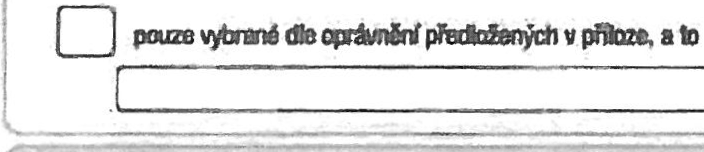 pouze vybrané dle oprávnění předložených v příloze, a to